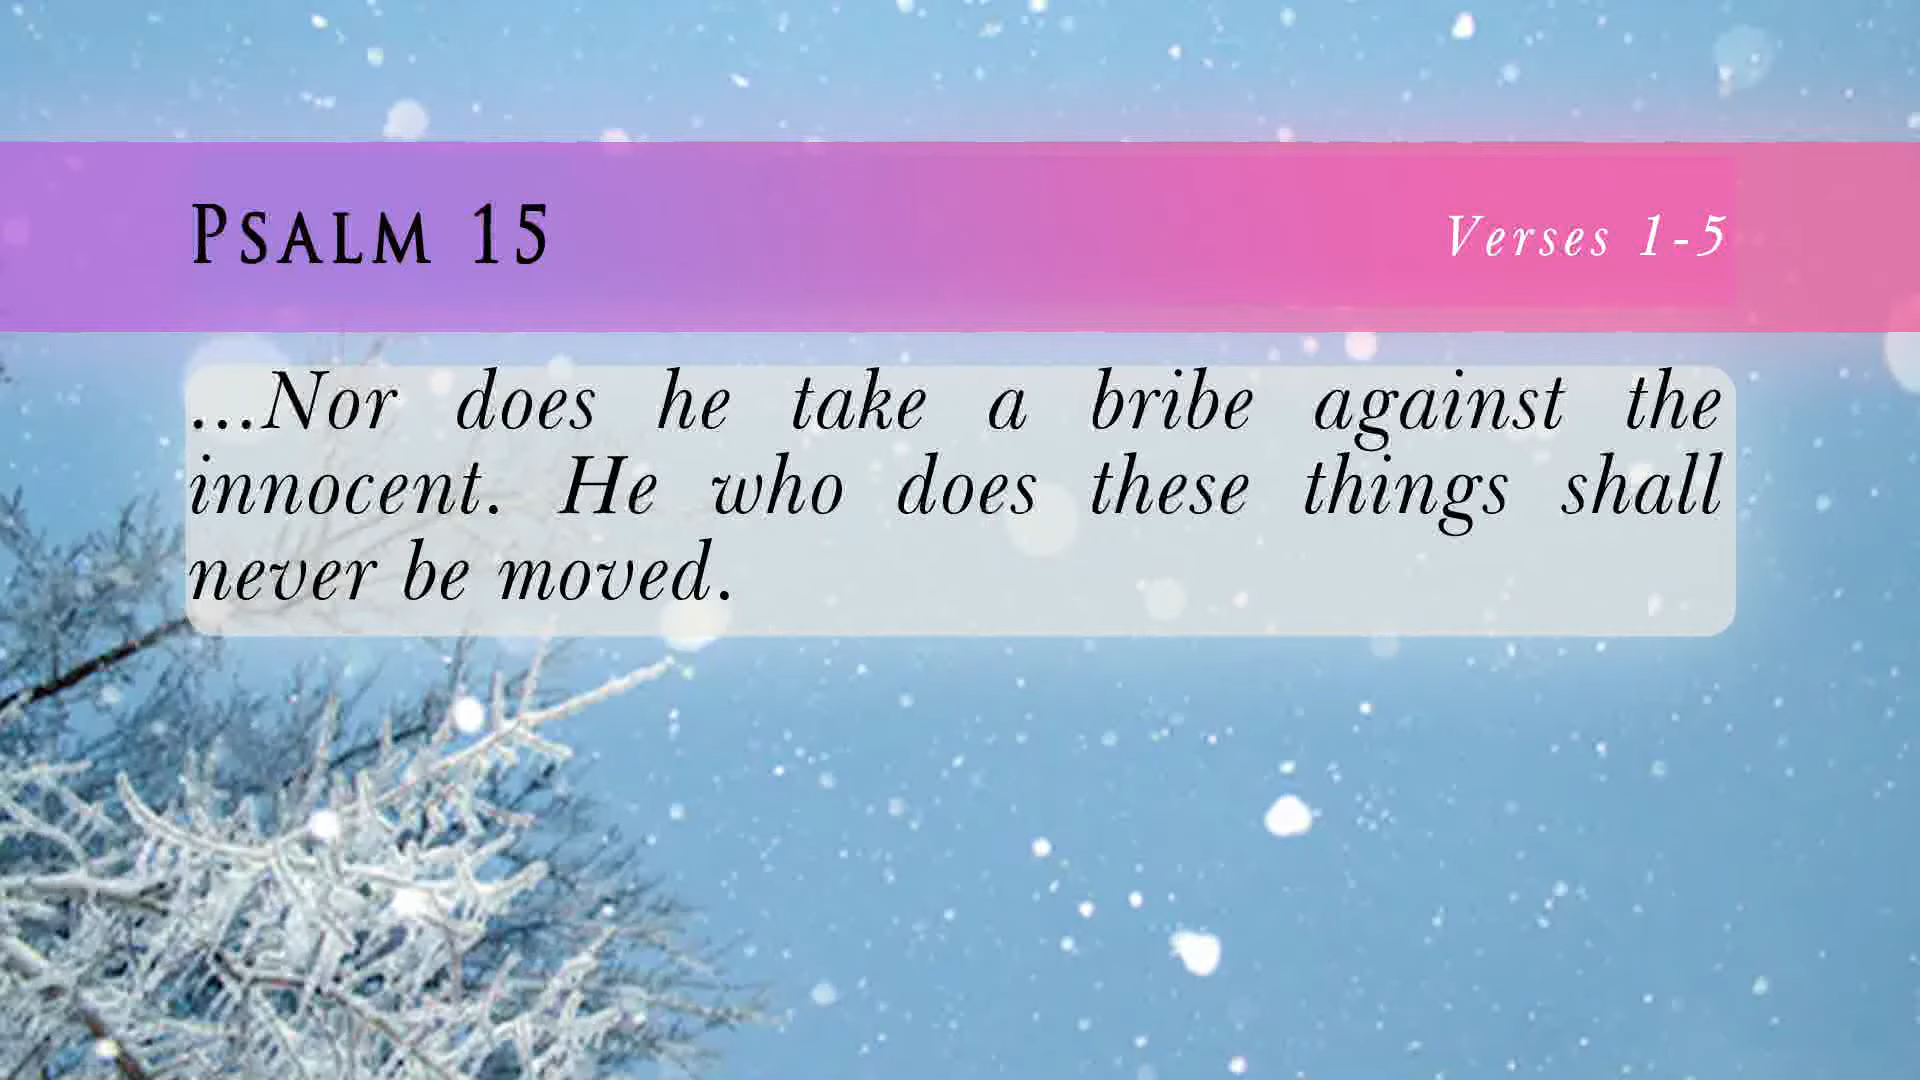 Psalm 15
Verses 1-5
...Nor does he take a bribe against the
innocent. He who does these things shall
never be moved.